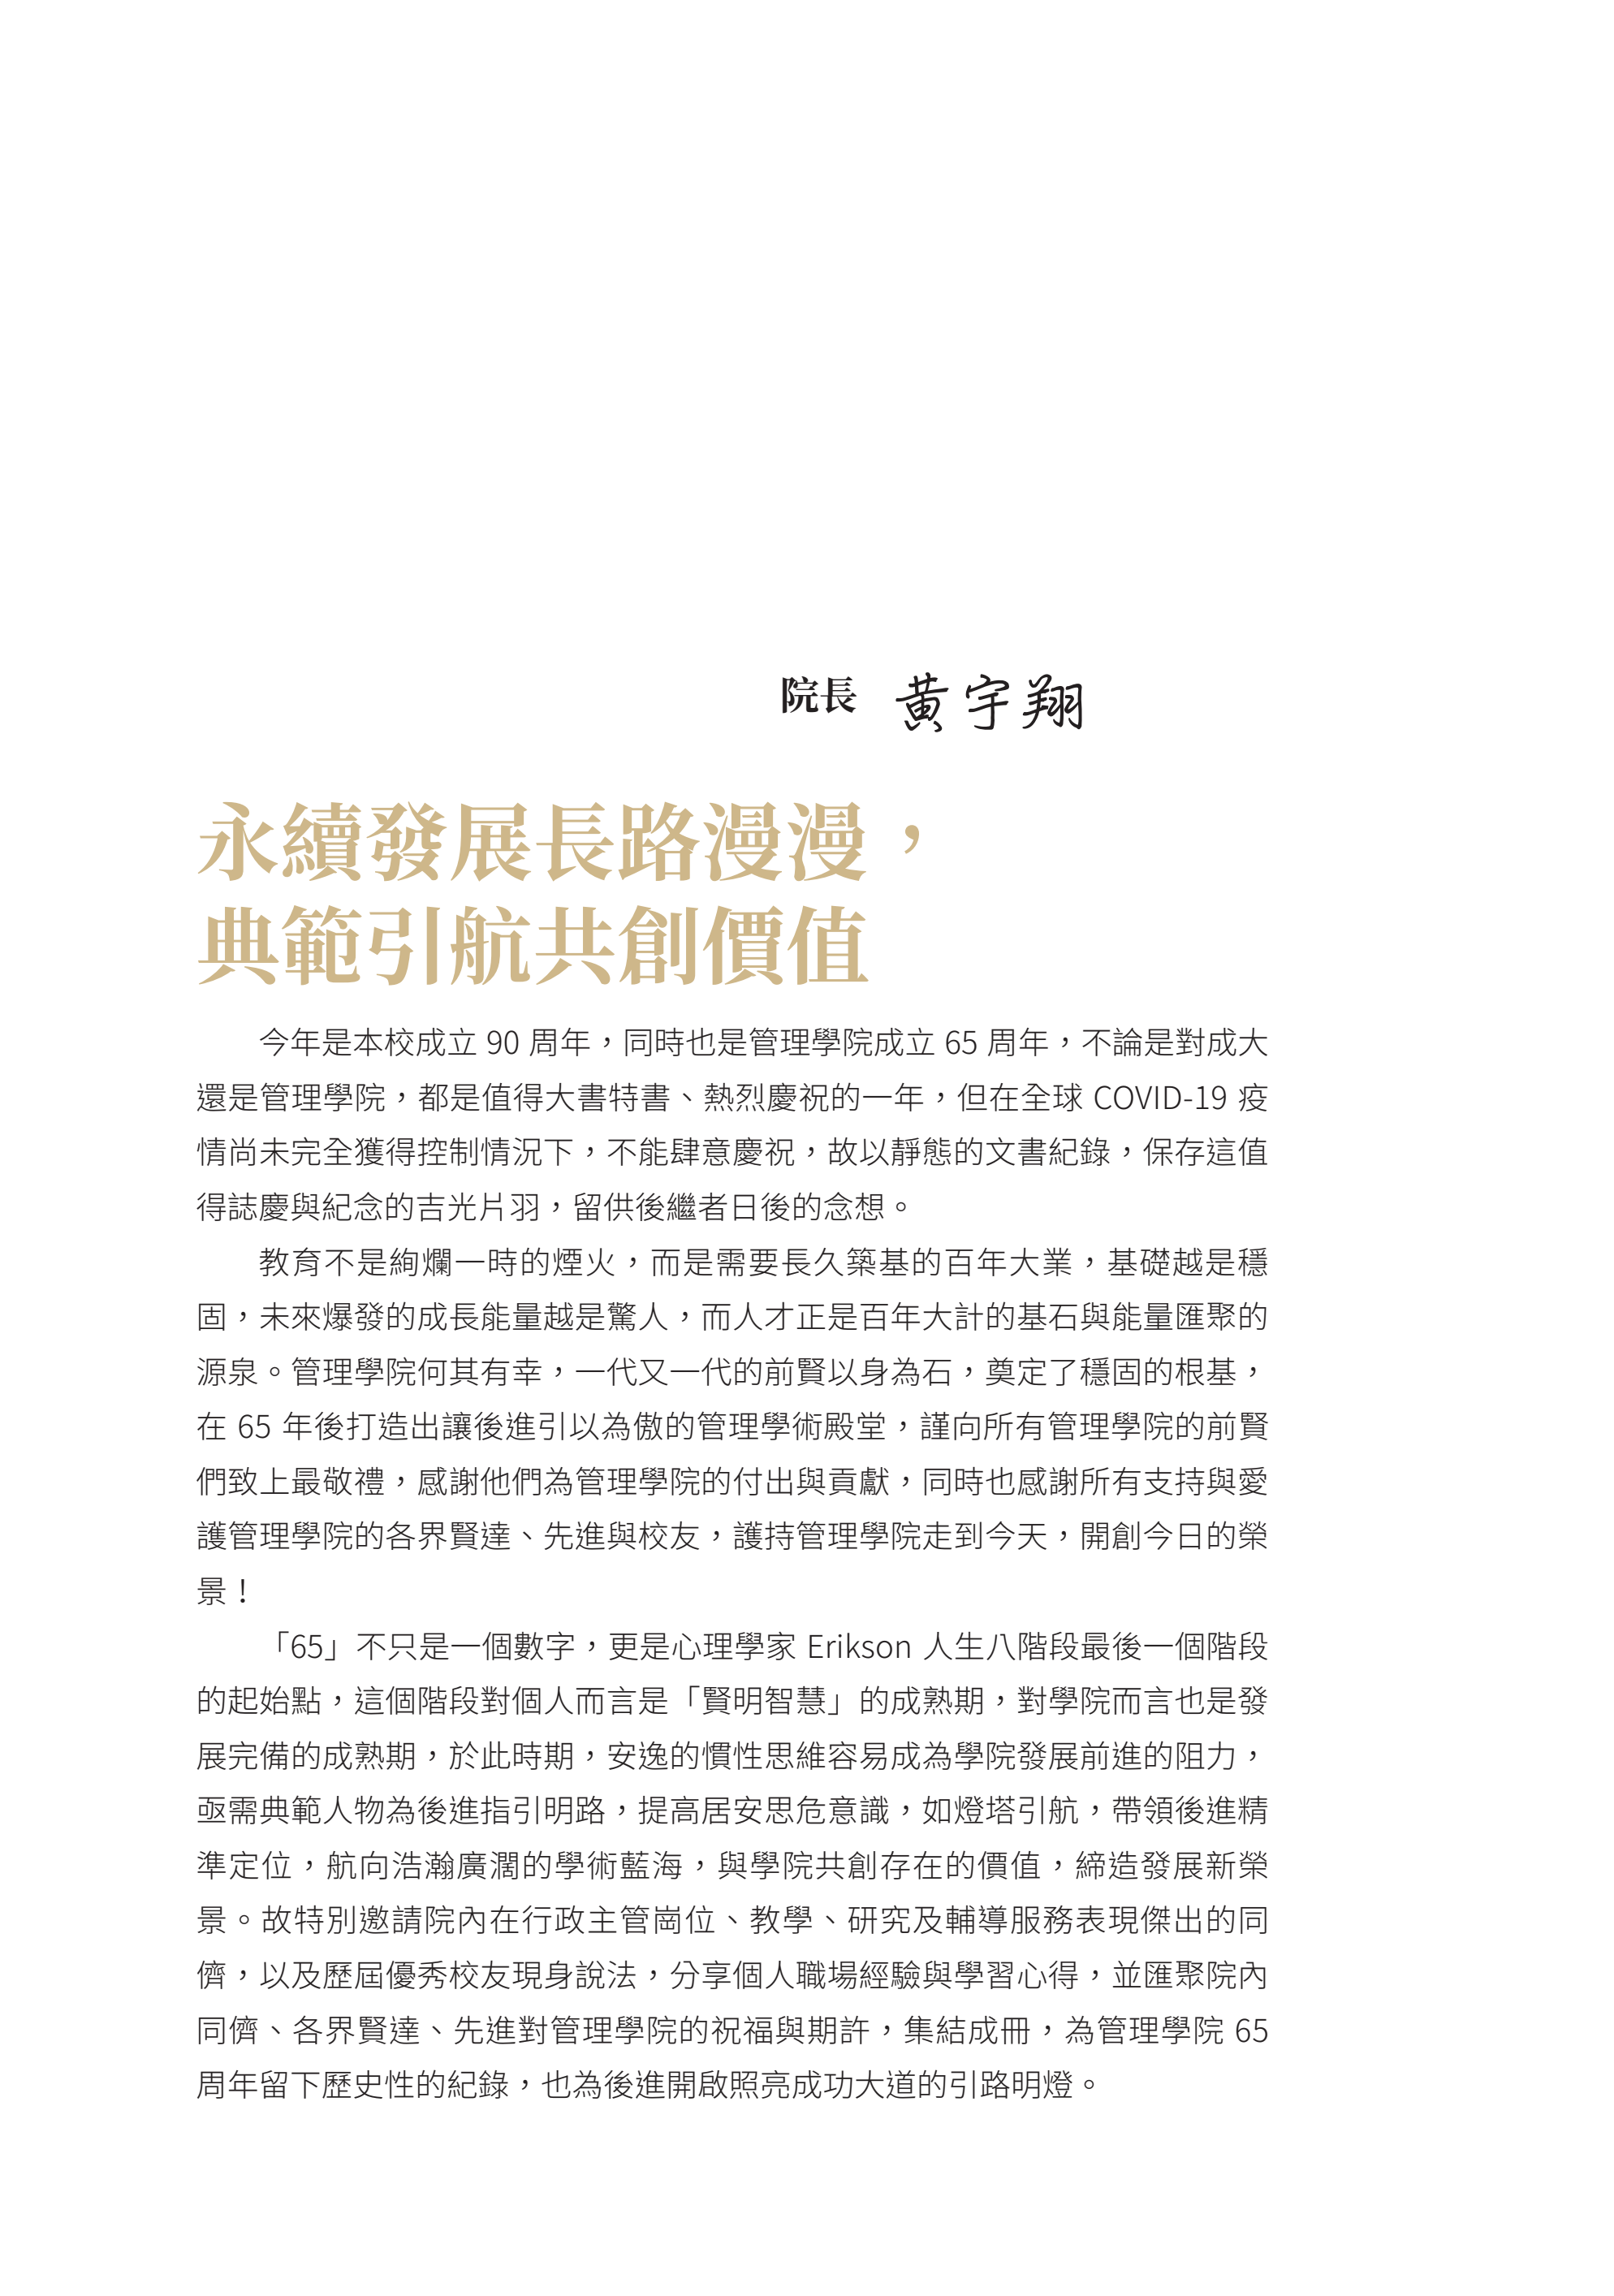 院長 黃宇翔
永續發展長路漫漫，
典範引航共創價值
今年是本校成立 90 周年，同時也是管理學院成立 65 周年，不論是對成大
還是管理學院，都是值得大書特書、熱烈慶祝的一年，但在全球 COVID-19 疫
情尚未完全獲得控制情況下，不能肆意慶祝，故以靜態的文書紀錄，保存這值
得誌慶與紀念的吉光片羽，留供後繼者日後的念想。
教育不是絢爛一時的煙火，而是需要長久築基的百年大業，基礎越是穩
固，未來爆發的成長能量越是驚人，而人才正是百年大計的基石與能量匯聚的
源泉。管理學院何其有幸，一代又一代的前賢以身為石，奠定了穩固的根基，
在 65 年後打造出讓後進引以為傲的管理學術殿堂，謹向所有管理學院的前賢
們致上最敬禮，感謝他們為管理學院的付出與貢獻，同時也感謝所有支持與愛
護管理學院的各界賢達、先進與校友，護持管理學院走到今天，開創今日的榮
景！
「65」不只是一個數字，更是心理學家 Erikson 人生八階段最後一個階段
的起始點，這個階段對個人而言是「賢明智慧」的成熟期，對學院而言也是發
展完備的成熟期，於此時期，安逸的慣性思維容易成為學院發展前進的阻力，
亟需典範人物為後進指引明路，提高居安思危意識，如燈塔引航，帶領後進精
準定位，航向浩瀚廣濶的學術藍海，與學院共創存在的價值，締造發展新榮
景。故特別邀請院內在行政主管崗位、教學、研究及輔導服務表現傑出的同
儕，以及歷屆優秀校友現身說法，分享個人職場經驗與學習心得，並匯聚院內
同儕、各界賢達、先進對管理學院的祝福與期許，集結成冊，為管理學院 65
周年留下歷史性的紀錄，也為後進開啟照亮成功大道的引路明燈。